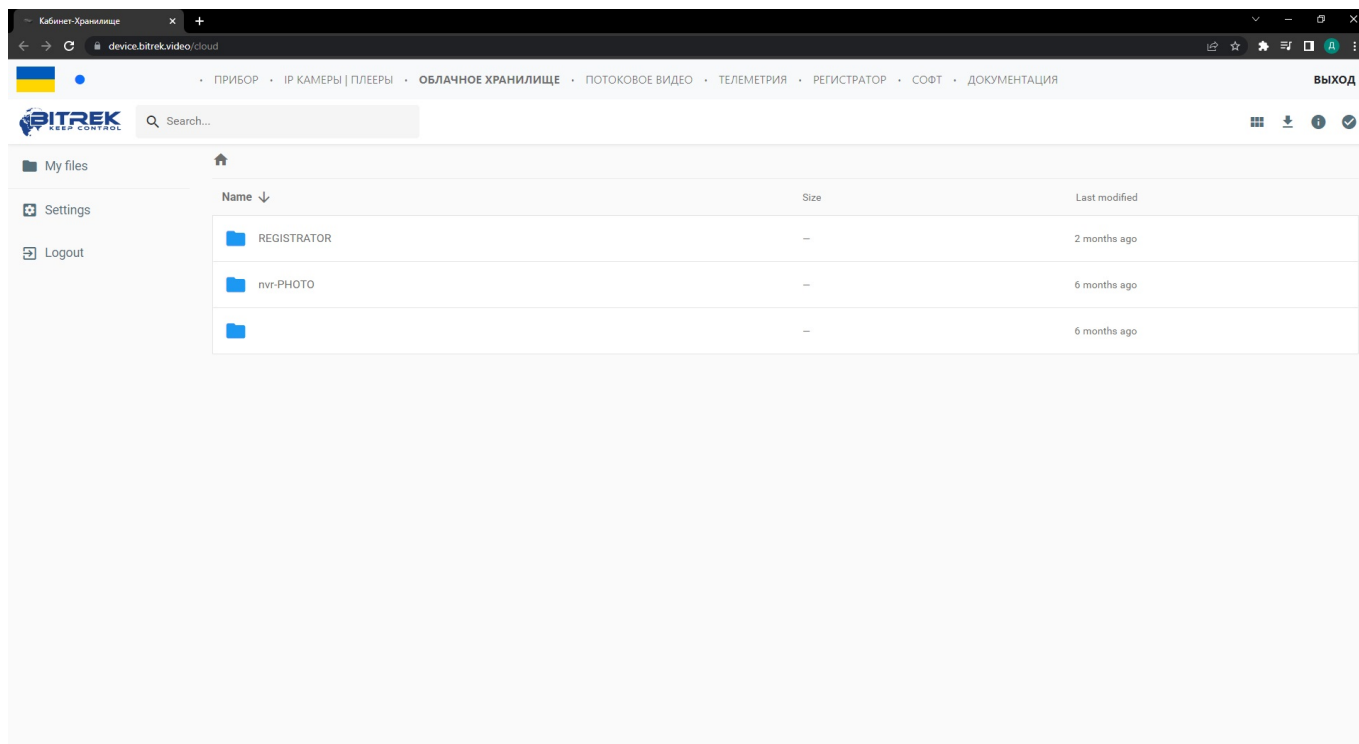 Кабинет-Хранилище
device.bitrek.video/cloud
Д
ПРИБОР · IP КАМЕРЫ | ПЛЕЕРЫ · ОБЛАЧНОЕ ХРАНИЛИЩЕ · ПОТОКОВОЕ ВИДЕО · ТЕЛЕМЕТРИЯ · РЕГИСТРАТОР · СОФТ · ДОКУМЕНТАЦИЯ ВЫХОД
BITREK
KEEP CONTROL
Search...
My files
Settings
Logout
Name Size Last modified
REGISTRATOR — 2 months ago
nvr-PHOTO — 6 months ago
— 6 months ago